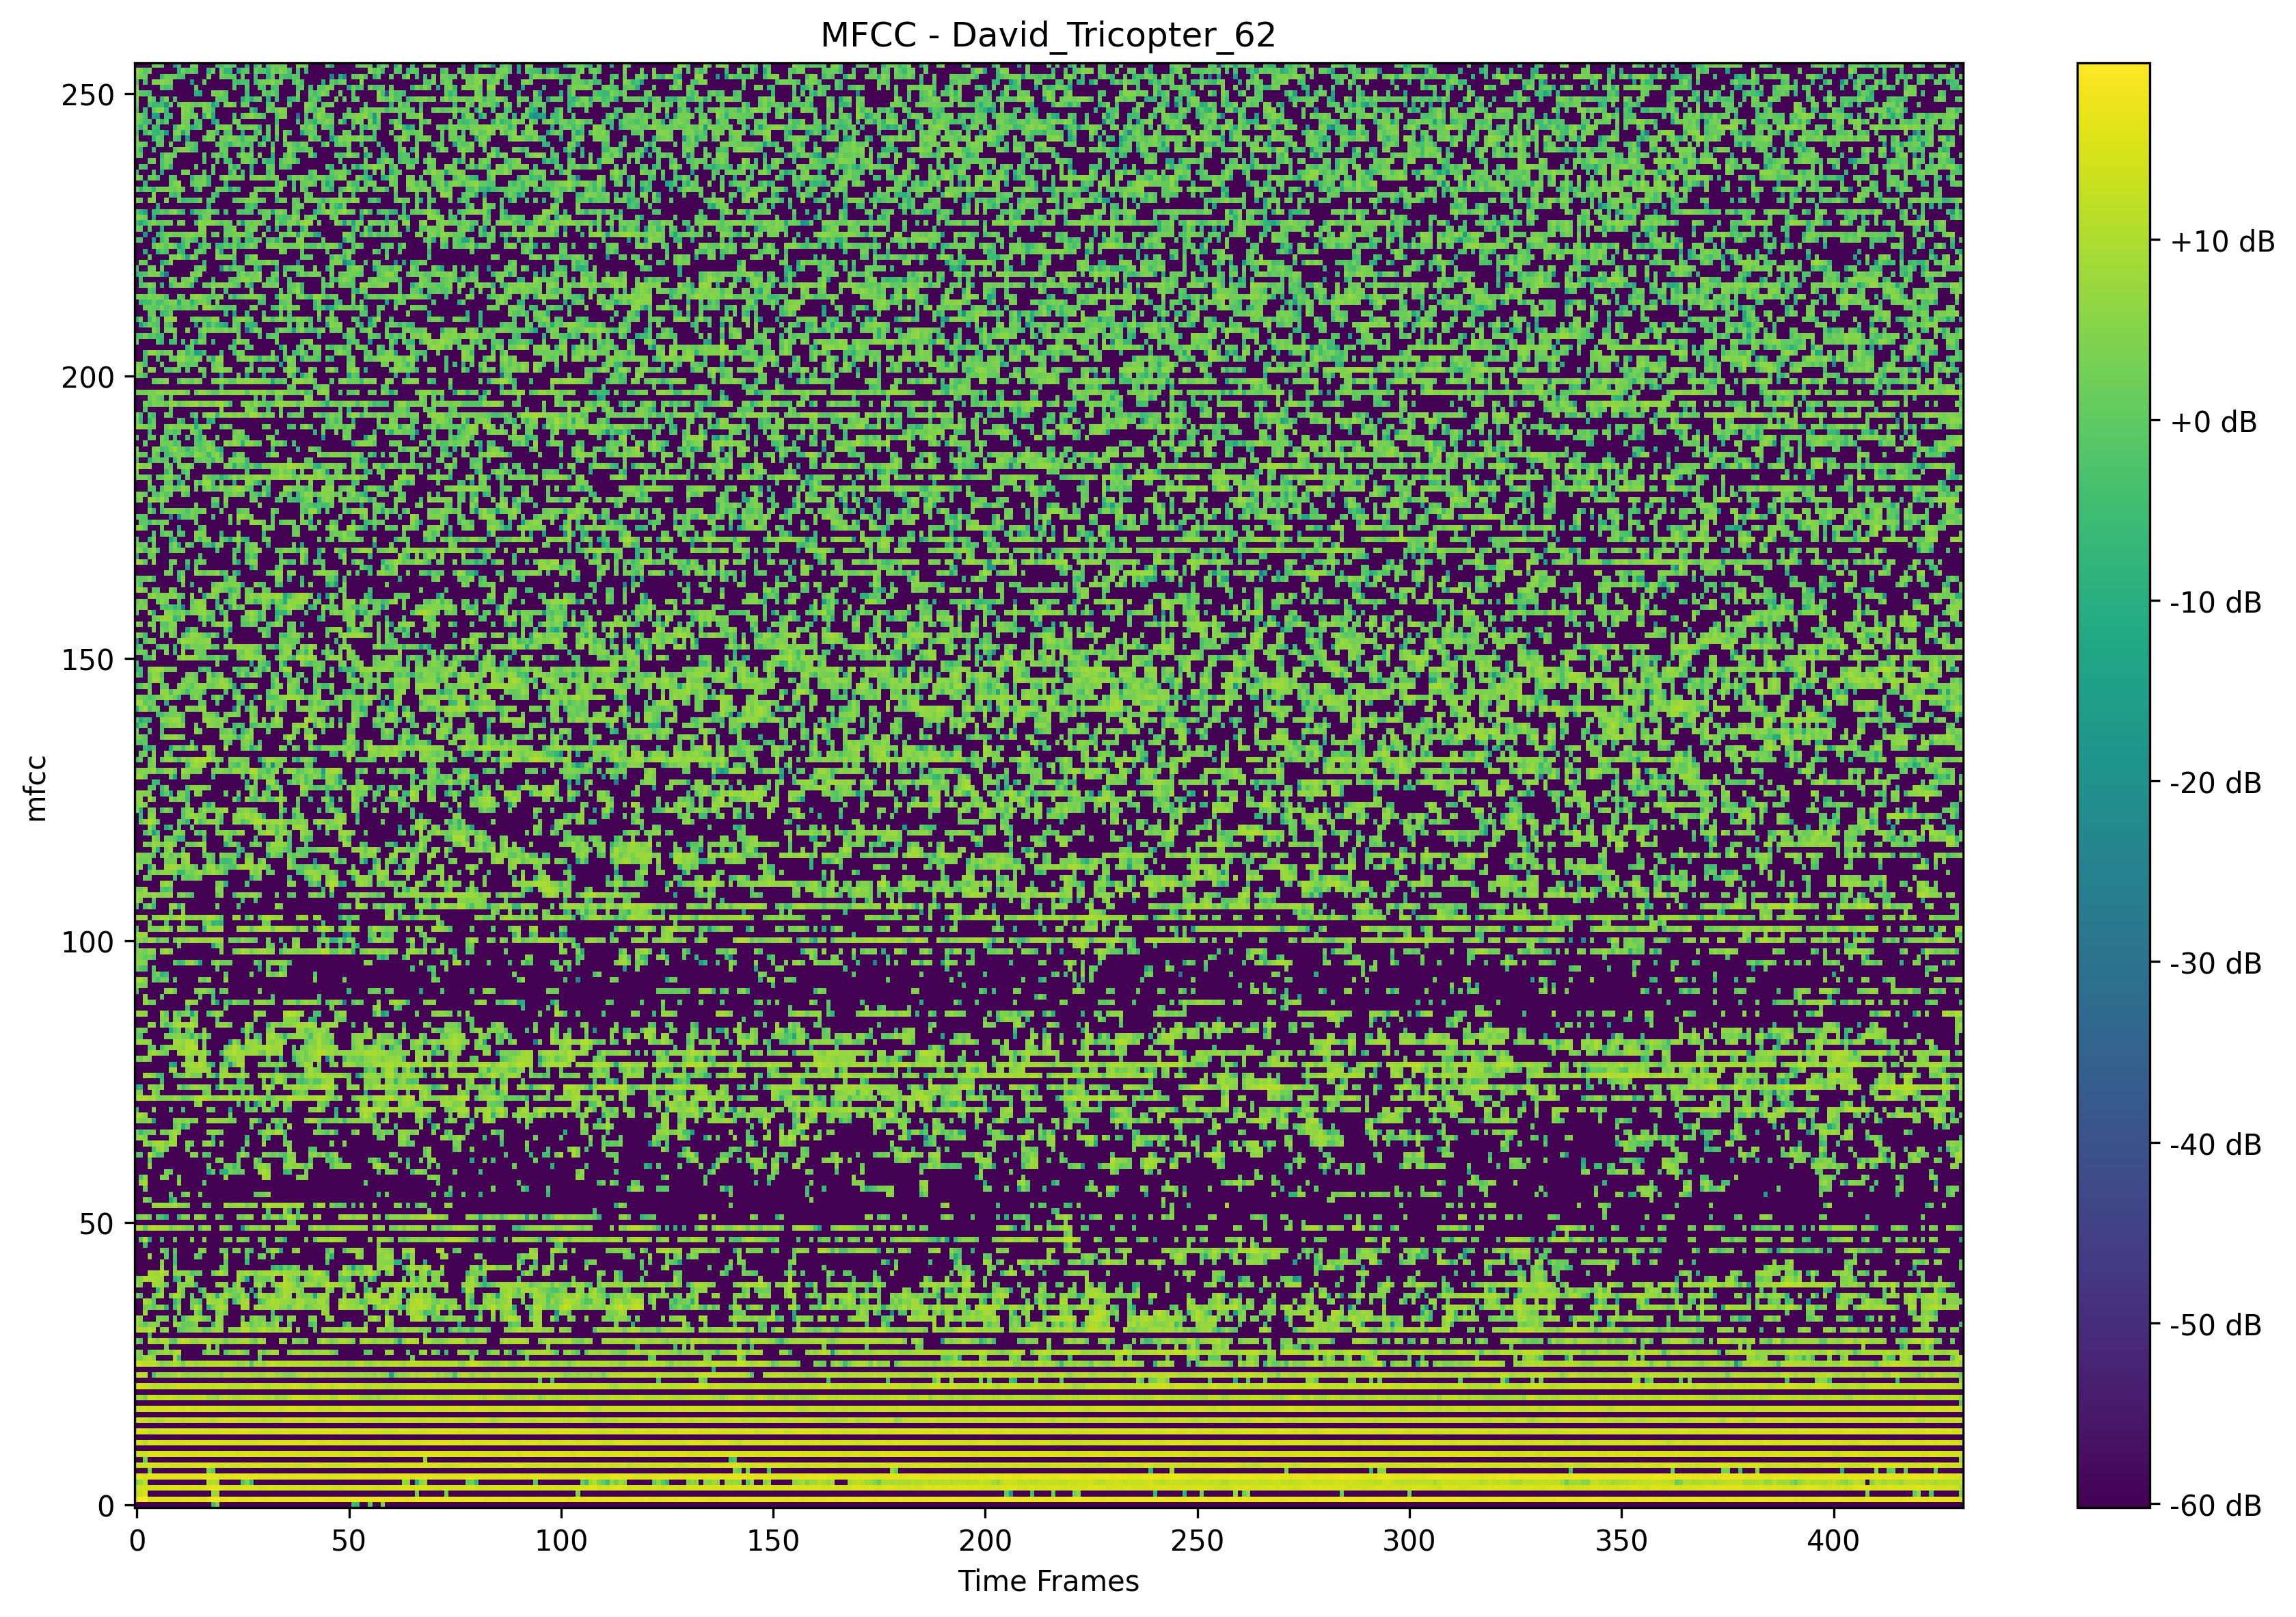 MFCC - David_Tricopter_62
250
200
150
100
50
0
mfcc
0 50 100 150 200 250 300 350 400
Time Frames
+10 dB
+0 dB
-10 dB
-20 dB
-30 dB
-40 dB
-50 dB
-60 dB